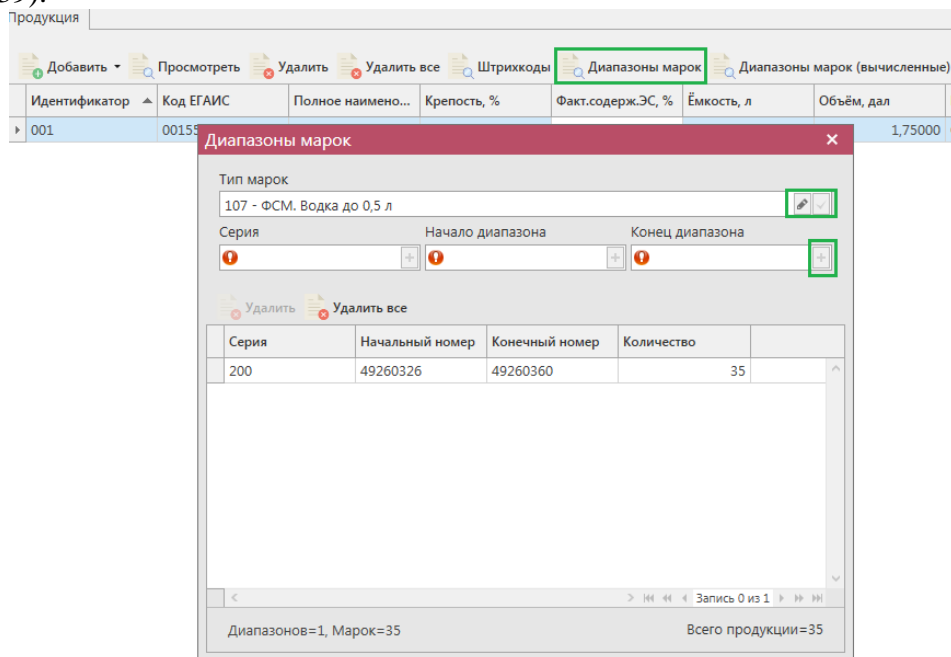 39).
Продукция
Добавить Просмотреть Удалить Удалить все Штрихкоды Диапазоны марок Диапазоны марок (вычисленные)
Идентификатор Код ЕГАИС Полное наимено... Крепость, % Факт.содерж.ЭС, % Ёмкость, л Объём, дал
001 00155 1,75000
Диапазоны марок
Тип марок
107 - ФСМ. Водка до 0,5 л
Серия Начало диапазона Конец диапазона
Удалить Удалить все
Серия Начальный номер Конечный номер Количество
200 49260326 49260360 35
Запись 0 из 1
Диапазонов=1, Марок=35 Всего продукции=35